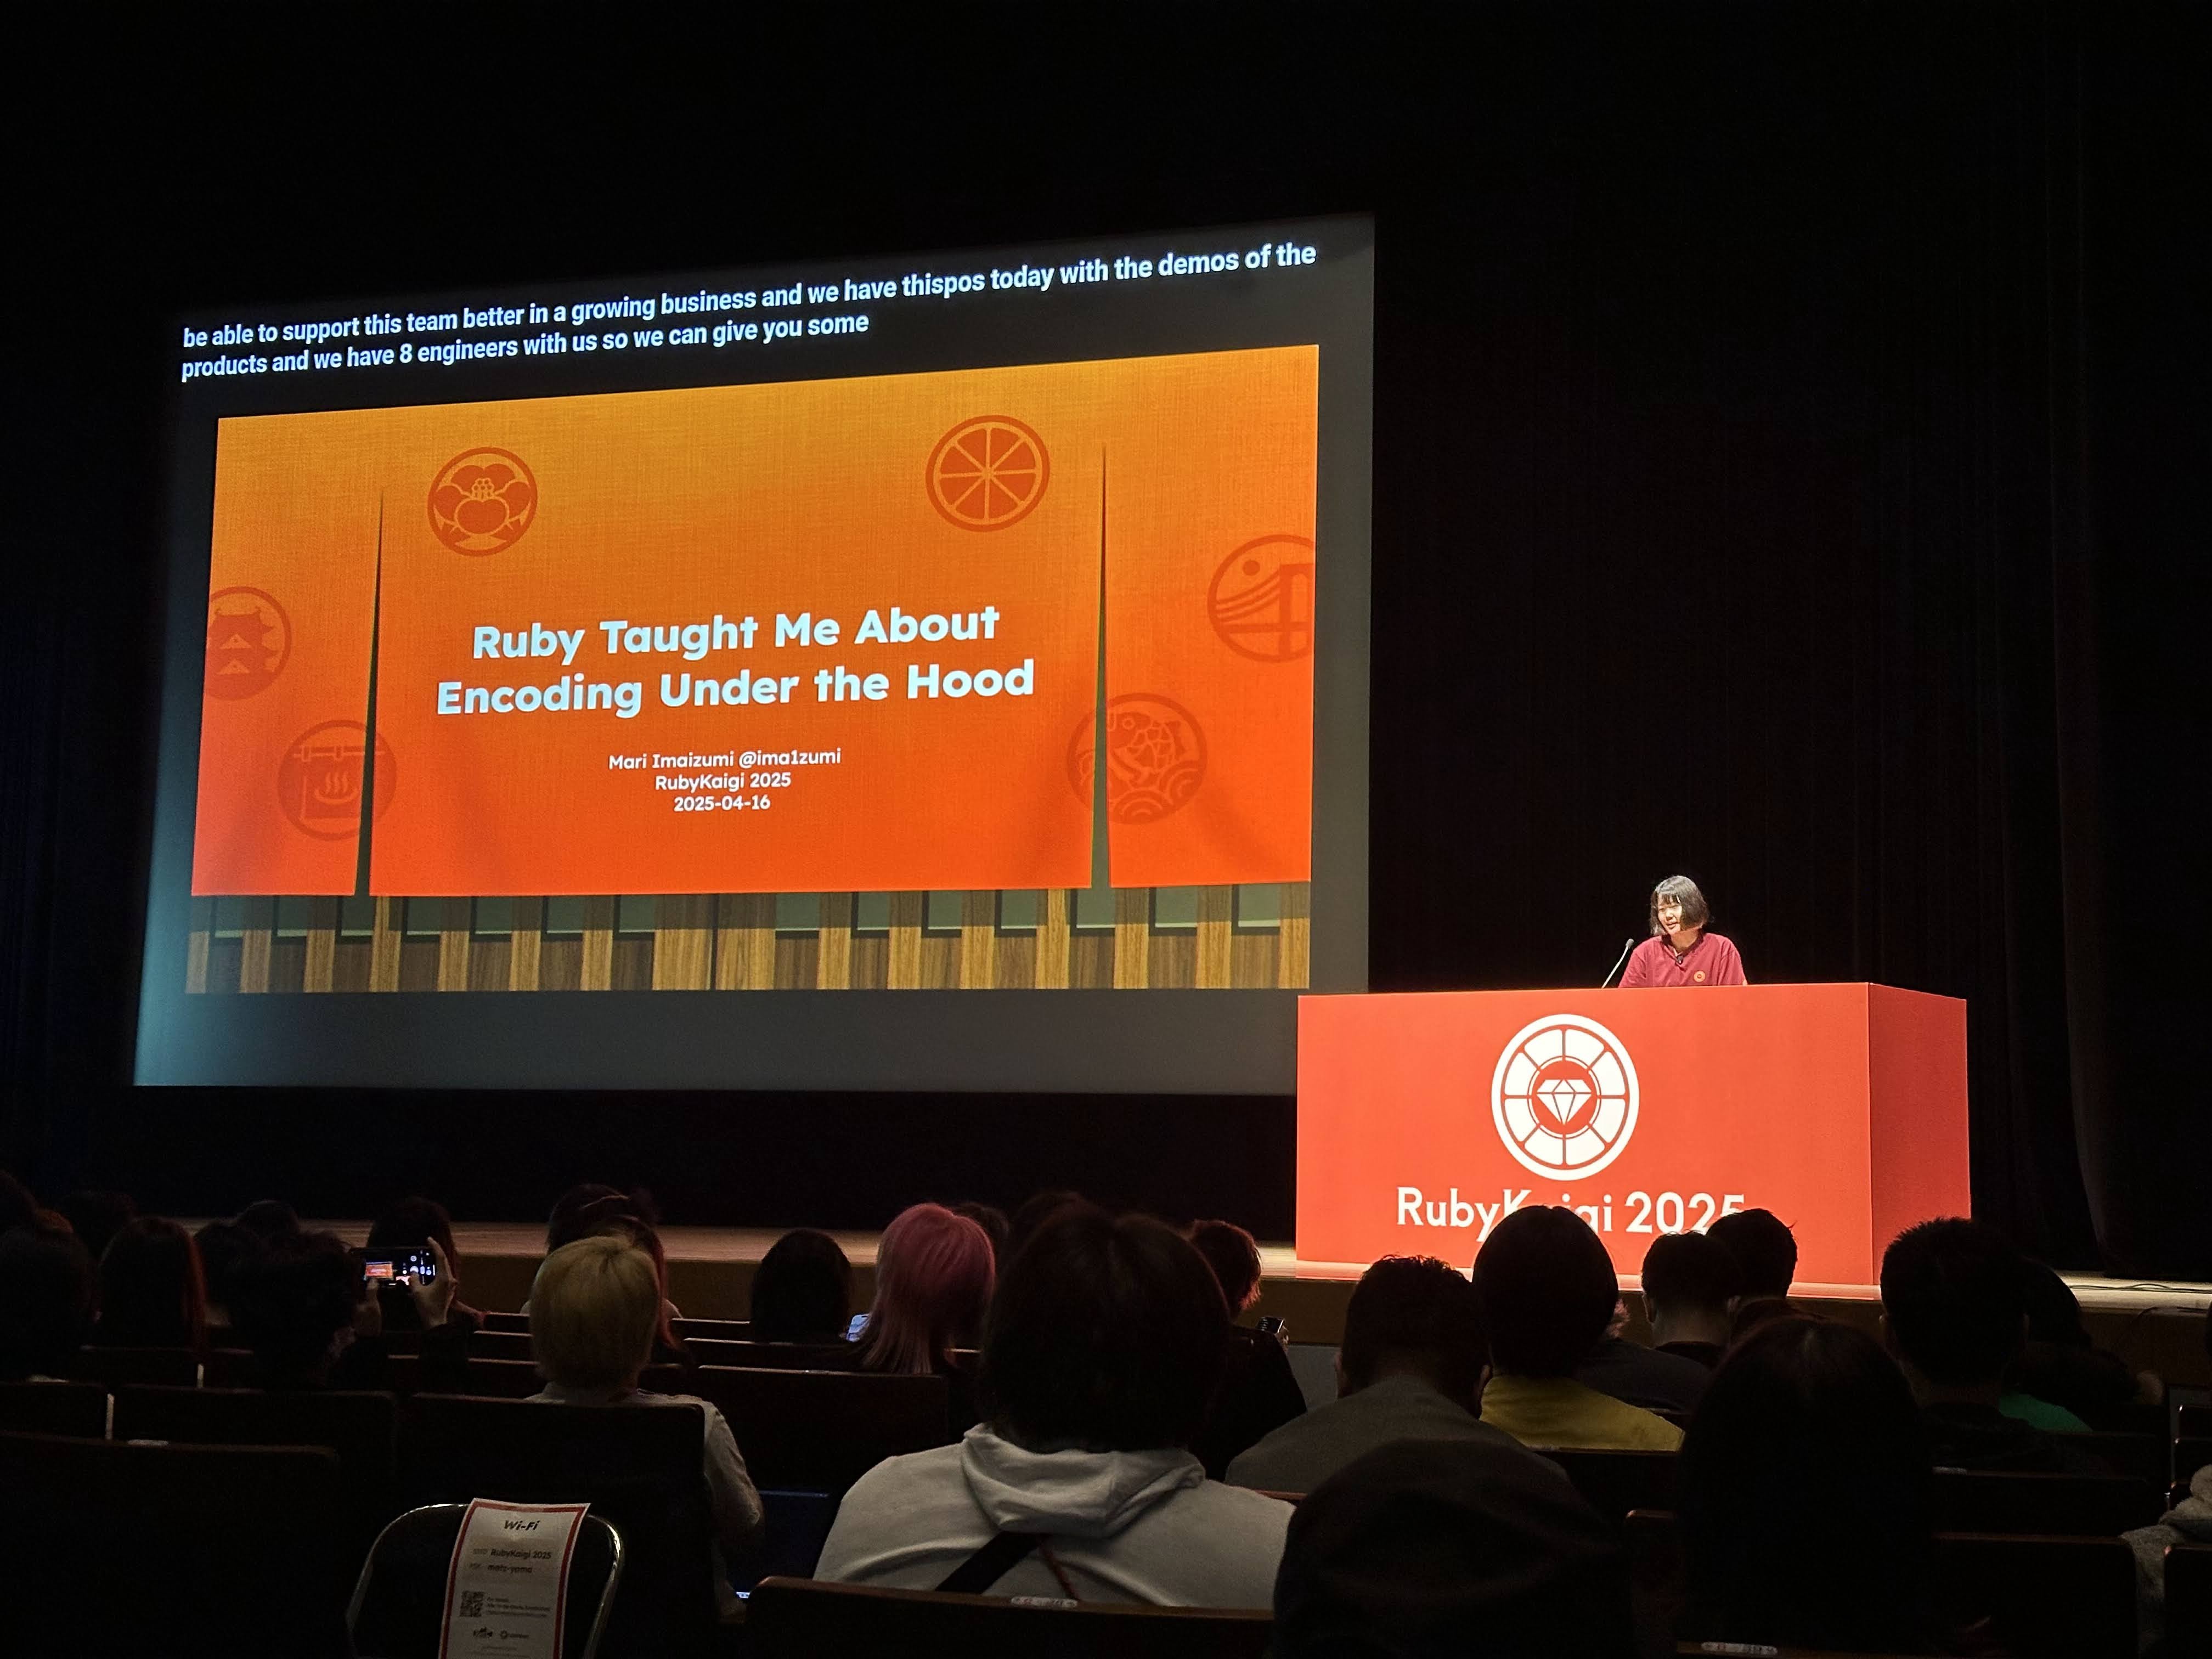 be able to support this team better in a growing business and we have thispos today with the demos of the
products and we have 8 engineers with us so we can give you some
Ruby Taught Me About
Encoding Under the Hood
Mari Imaizumi @ima1zumi
RubyKaigi 2025
2025-04-16
RubyKaigi 2025
Wi-Fi
RubyKaigi 2025
matz-yama